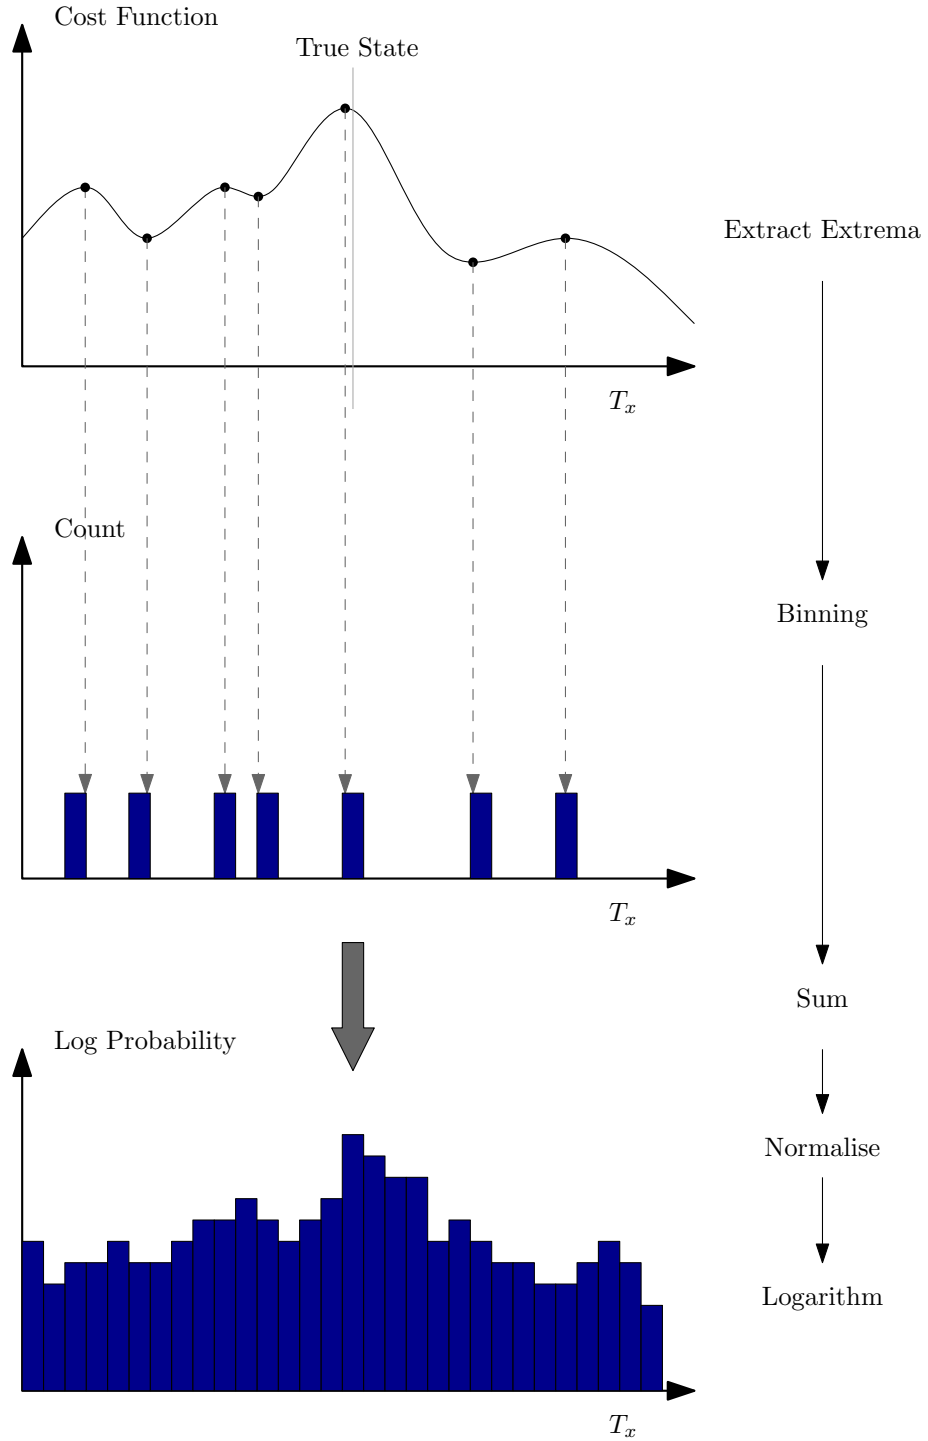 Cost Function
True State
Extract Extrema
T_x
Count
Binning
T_x
Sum
Log Probability
Normalise
Logarithm
T_x